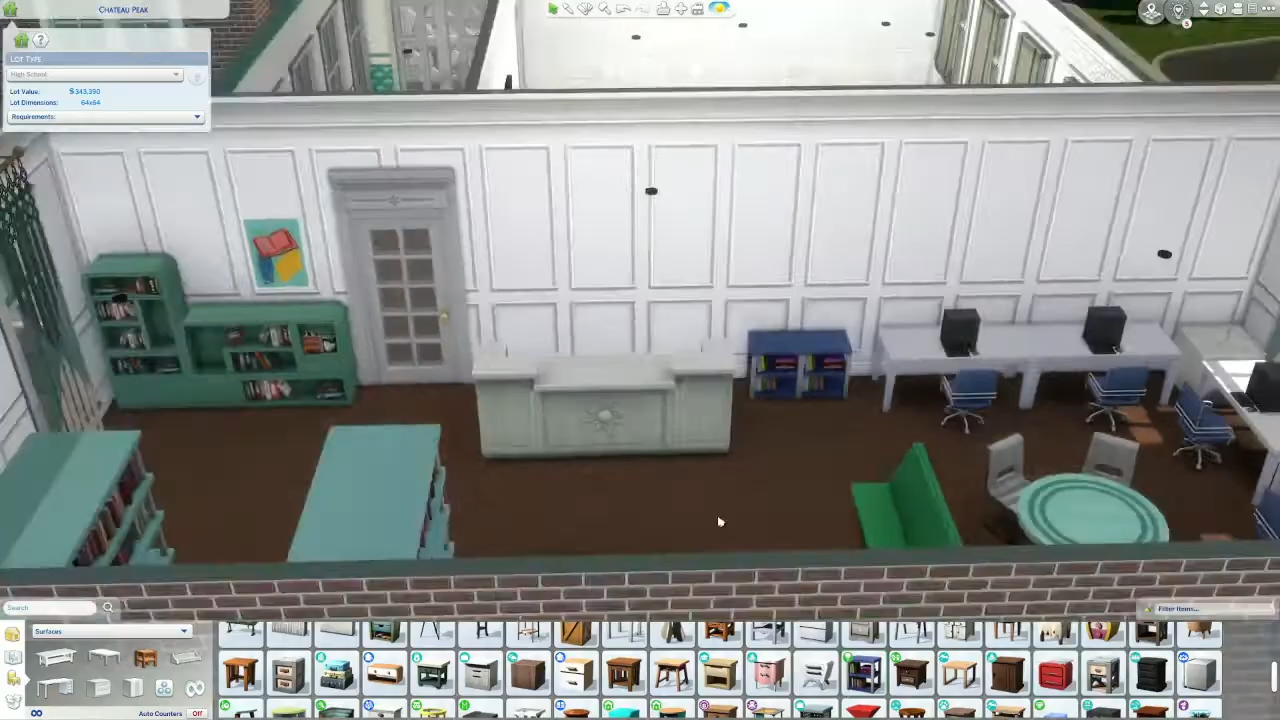 CHATEAU PEAK
LOT TYPE
High School
Lot Value: $343,390
Lot Dimensions: 64x64
Requirements:
5
Search
Filter Items...
Surfaces
Auto Counters Off